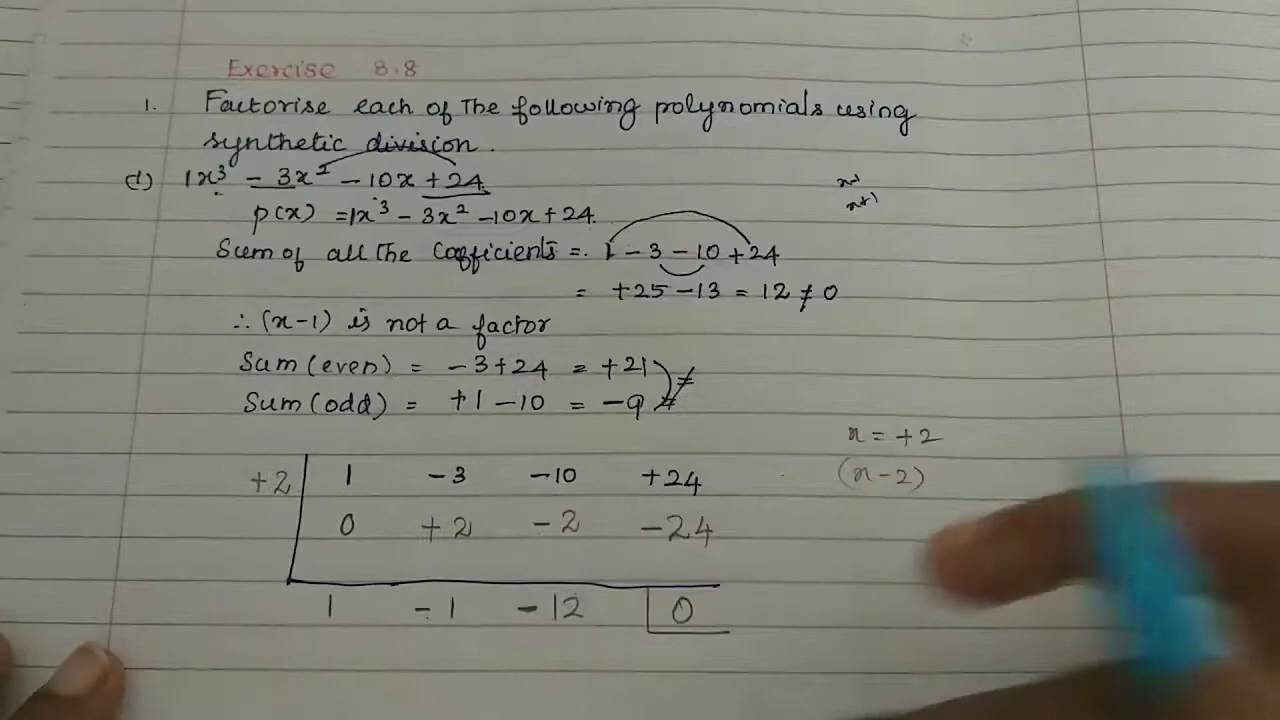 Exercise 3.8
1. Factorise each of The following polynomials using
synthetic division.
(1) 1x³ - 3x² - 10x + 24
p(x) = 1x³ - 3x² - 10x + 24.
Sum of all The Coefficients = 1 - 3 - 10 + 24
= +25 - 13 = 12 ≠ 0
∴ (x-1) is not a factor
Sum (even) = -3 + 24 = +21
Sum (odd) = +1 - 10 = -9 ≠
x = +2
(x - 2)
+2 1 -3 -10 +24
0 +2 -2 -24
1 -1 -12 0